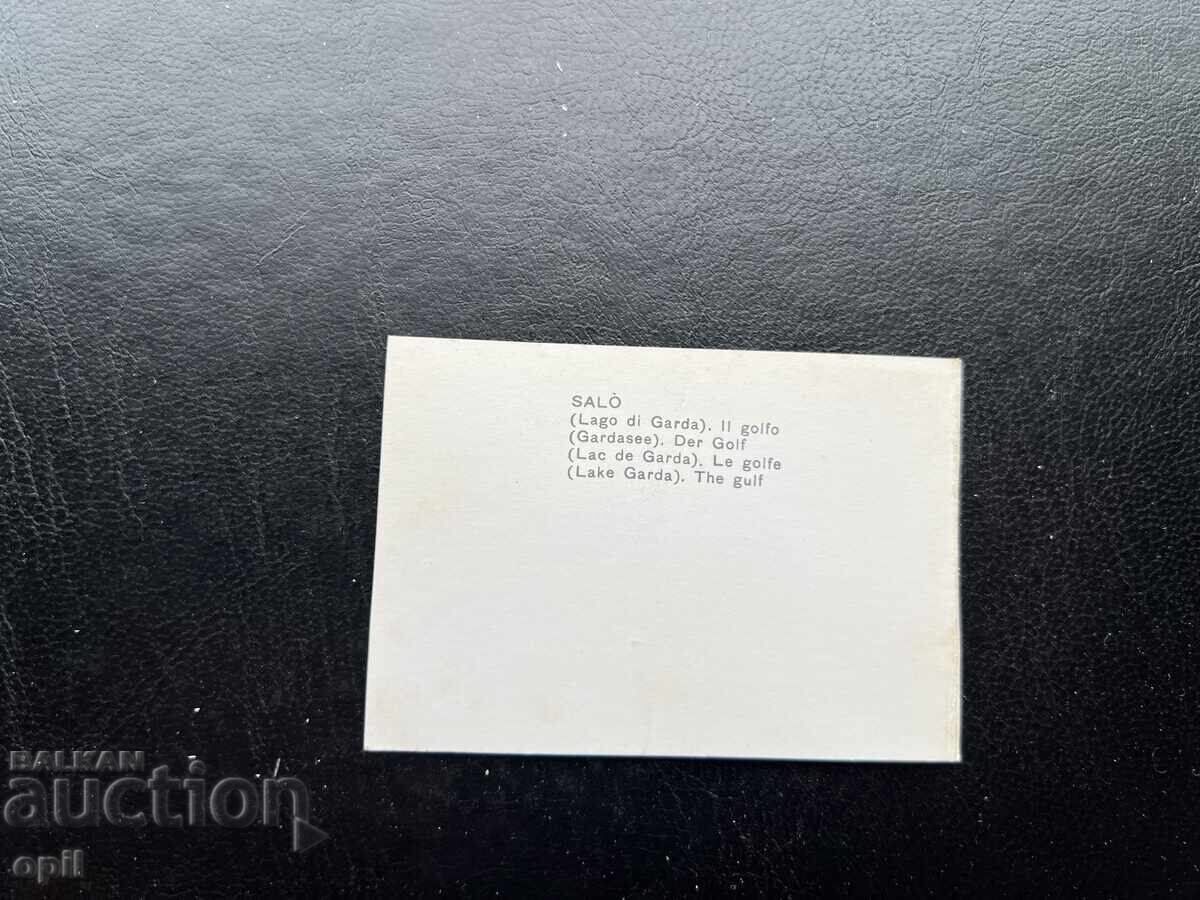 SALÒ
(Lago di Garda). Il golfo
(Gardasee). Der Golf
(Lac de Garda). Le golfe
(Lake Garda). The gulf
BALKAN
auction
opil